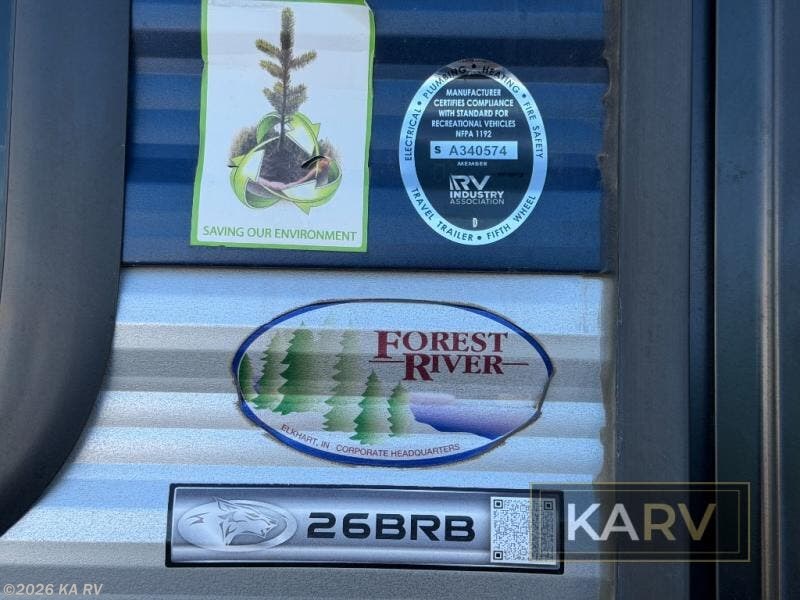 SAVING OUR ENVIRONMENT
ELECTRICAL • PLUMBING • HEATING • FIRE SAFETY
MANUFACTURER
CERTIFIES COMPLIANCE
WITH STANDARD FOR
RECREATIONAL VEHICLES
NFPA 1192
S A340574
MEMBER
RV
INDUSTRY
ASSOCIATION
D
TRAVEL TRAILER • FIFTH WHEEL
FOREST
RIVER
ELKHART, IN CORPORATE HEADQUARTERS
26BRB
KARV
©2026 KA RV